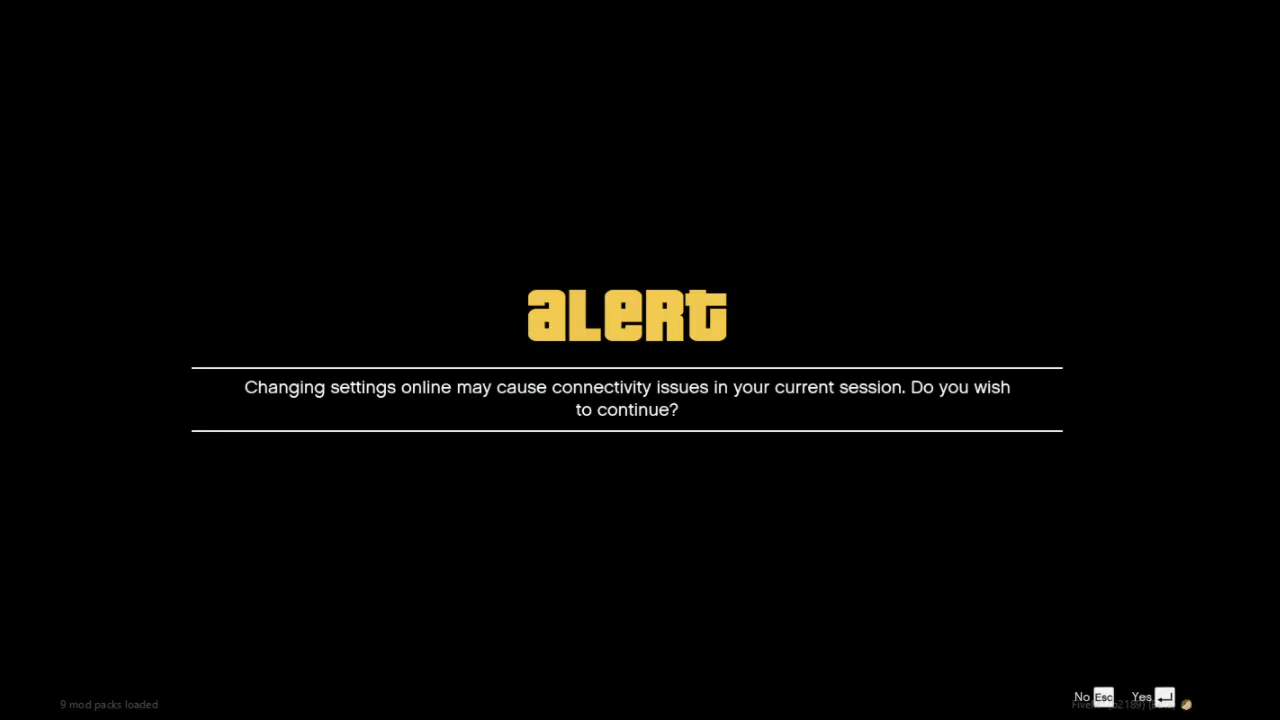 alert
Changing settings online may cause connectivity issues in your current session. Do you wish
to continue?
No Esc Yes
9 mod packs loaded